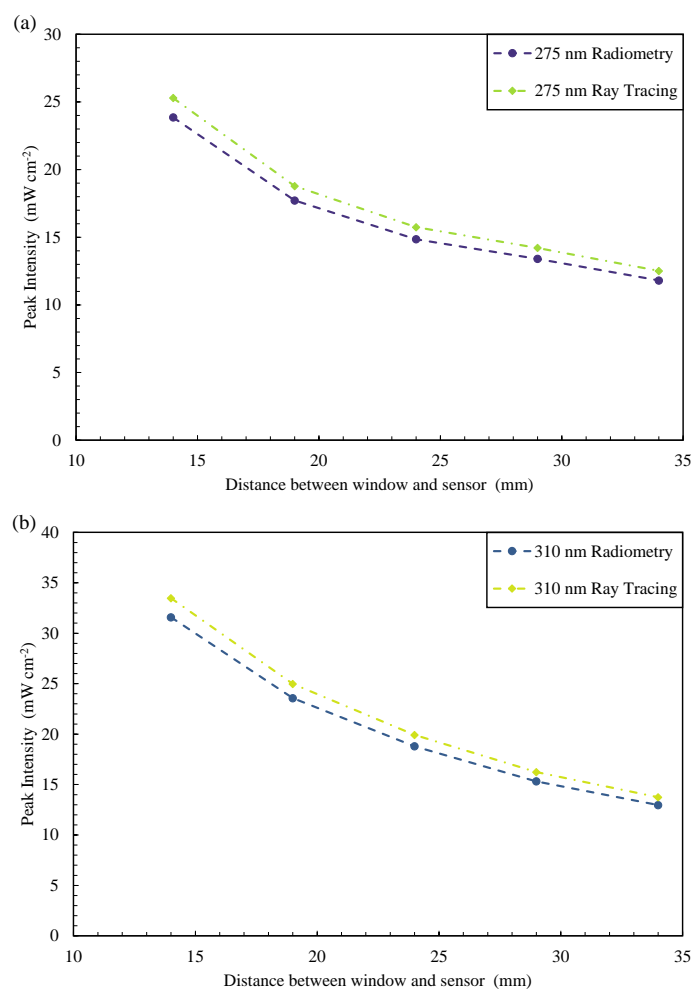 (a)
30
25
20
15
10
5
0
Peak Intensity (mW cm-2)
275 nm Radiometry
275 nm Ray Tracing
10 15 20 25 30 35
Distance between window and sensor (mm)
(b)
40
35
30
25
20
15
10
5
0
Peak Intensity (mW cm-2)
310 nm Radiometry
310 nm Ray Tracing
10 15 20 25 30 35
Distance between window and sensor (mm)